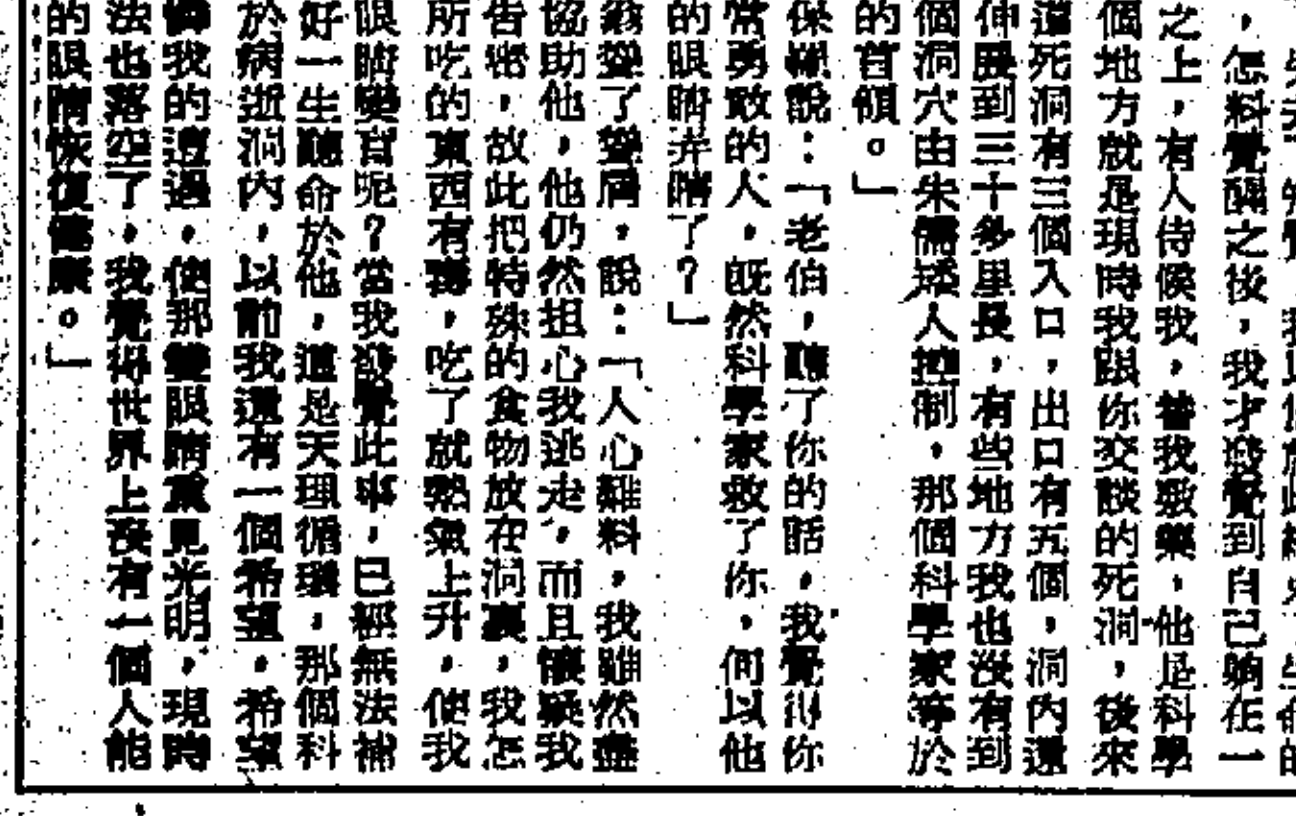 ，怎料覺醒之後，我才發覺到自己躺在一
之上，有人侍候我，替我敷藥，他是科學
個地方就是現時我跟你交談的死洞，後來
這死洞有三個入口，出口有五個，洞內還
伸展到三十多里長，有些地方我也沒有到
個洞穴由朱儒矮人控制，那個科學家等於
的首領。」
保羅說：「老伯，聽了你的話，我覺得你
常勇敢的人，既然科學家救了你，何以他
的眼睛弄瞎了？」
翁聳了聳肩，說：「人心難料，我雖然盡
協助他，他仍然担心我逃走，而且懷疑我
告密，故此把特殊的食物放在洞裏，我怎
所吃的東西有毒，吃了就熱氣上升，使我
眼睛變盲呢？當我發覺此事，已經無法補
好一生聽命於他，這是天理循環，那個科
於病逝洞內，以前我還有一個希望，希望
憐我的遭遇，使那雙眼睛重見光明，現時
法也落空了，我覺得世界上沒有一個人能
的眼睛恢復健康。」